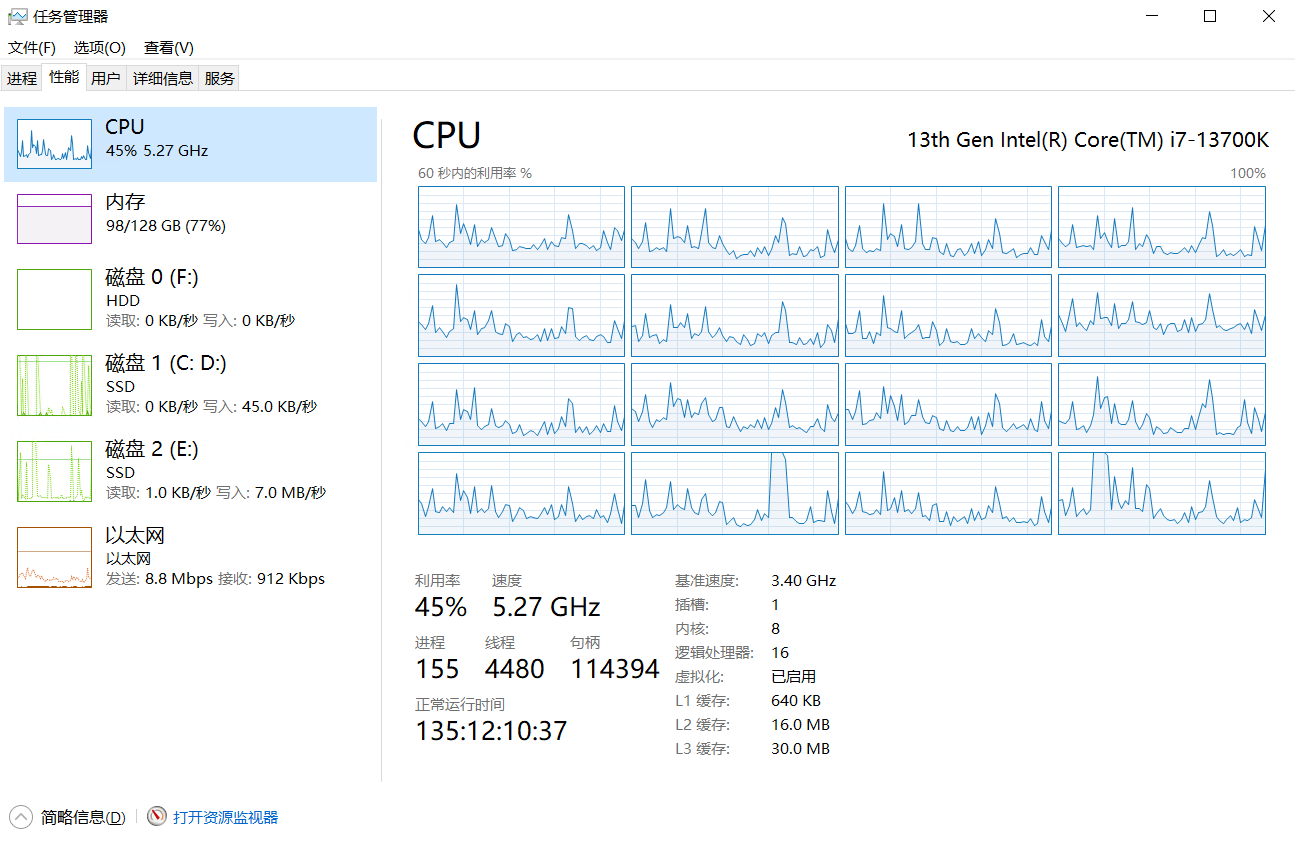 任务管理器
文件(F) 选项(O) 查看(V)
进程 性能 用户 详细信息 服务
CPU
45% 5.27 GHz
内存
98/128 GB (77%)
磁盘 0 (F:)
HDD
读取: 0 KB/秒 写入: 0 KB/秒
磁盘 1 (C: D:)
SSD
读取: 0 KB/秒 写入: 45.0 KB/秒
磁盘 2 (E:)
SSD
读取: 1.0 KB/秒 写入: 7.0 MB/秒
以太网
以太网
发送: 8.8 Mbps 接收: 912 Kbps
CPU
13th Gen Intel(R) Core(TM) i7-13700K
60 秒内的利用率 %
100%
利用率 速度
45% 5.27 GHz
进程 线程 句柄
155 4480 114394
正常运行时间
135:12:10:37
基准速度: 3.40 GHz
插槽: 1
内核: 8
逻辑处理器: 16
虚拟化: 已启用
L1 缓存: 640 KB
L2 缓存: 16.0 MB
L3 缓存: 30.0 MB
简略信息(D) 打开资源监视器